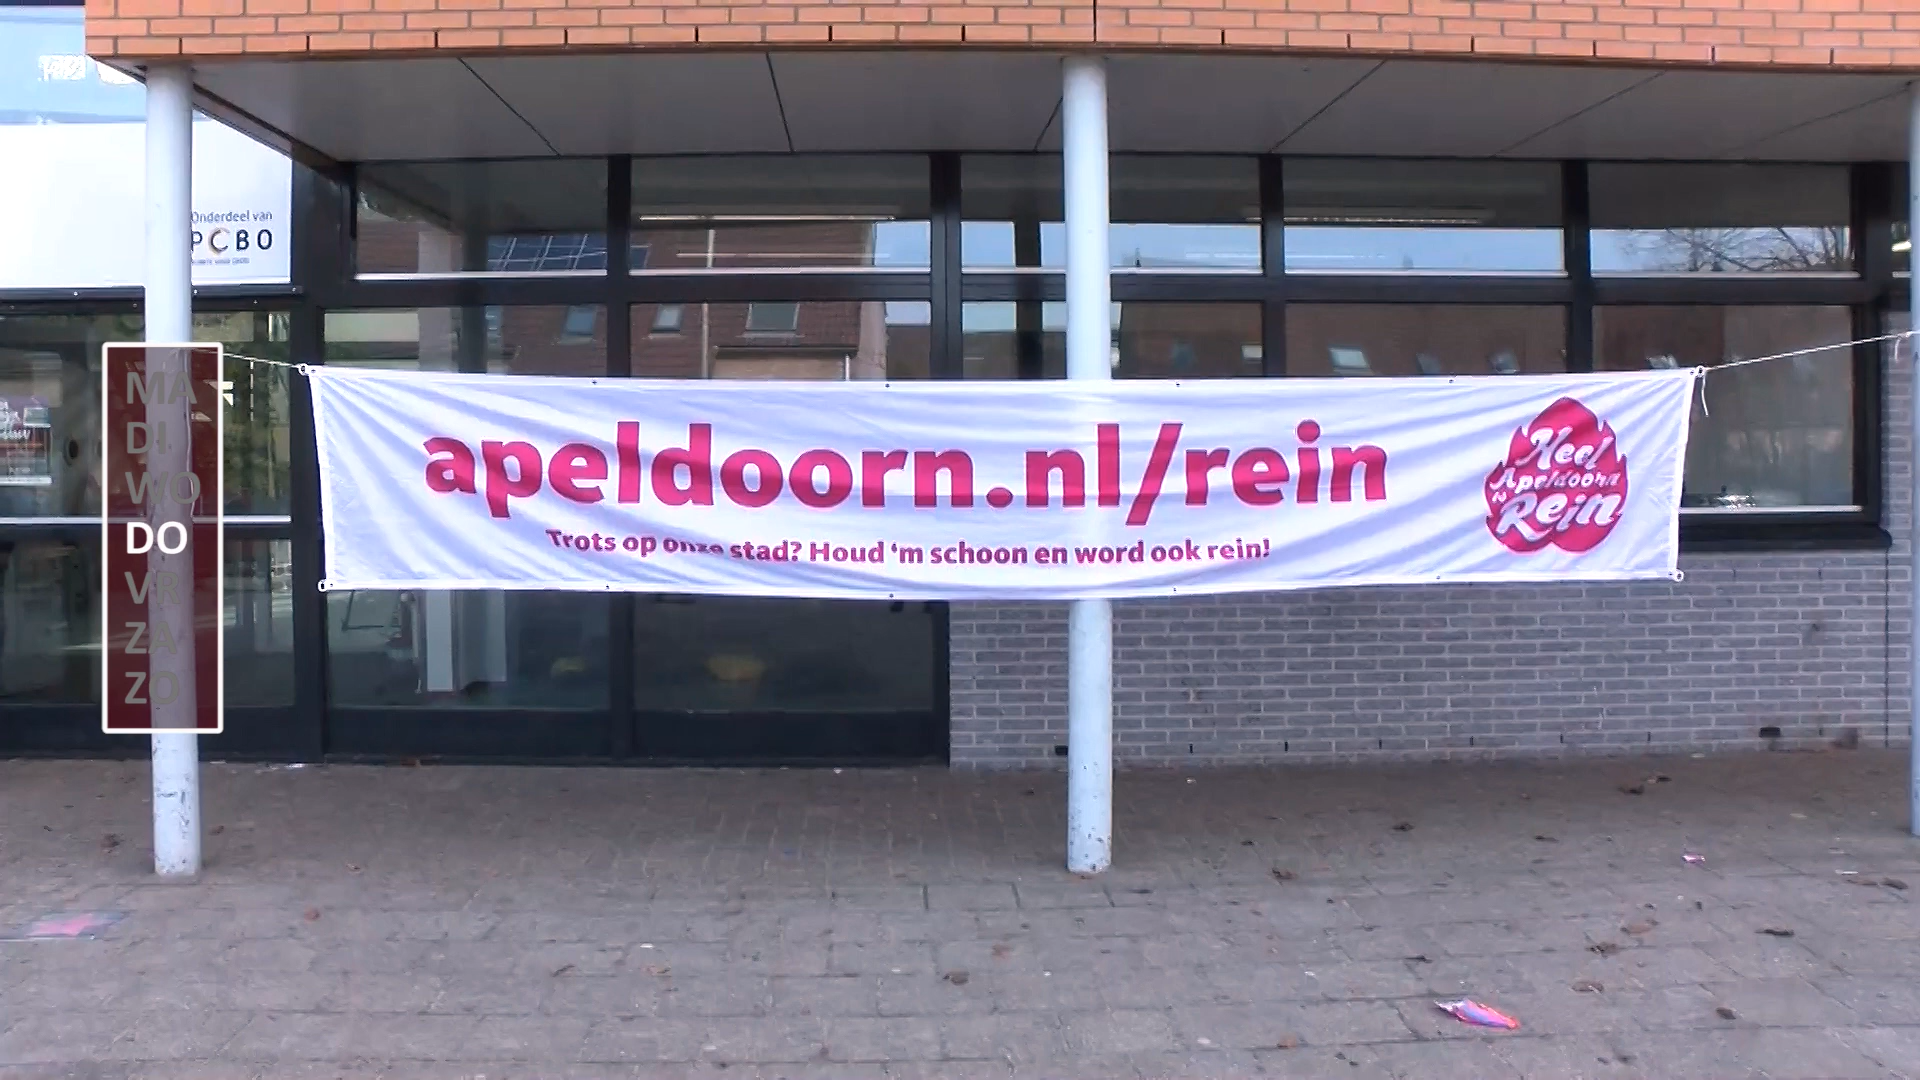 Onderdeel van
PCBO
MA
DI
WO
DO
VR
ZA
ZO
apeldoorn.nl/rein
Trots op onze stad? Houd 'm schoon en word ook rein!
Heel
Apeldoorn
is
Rein